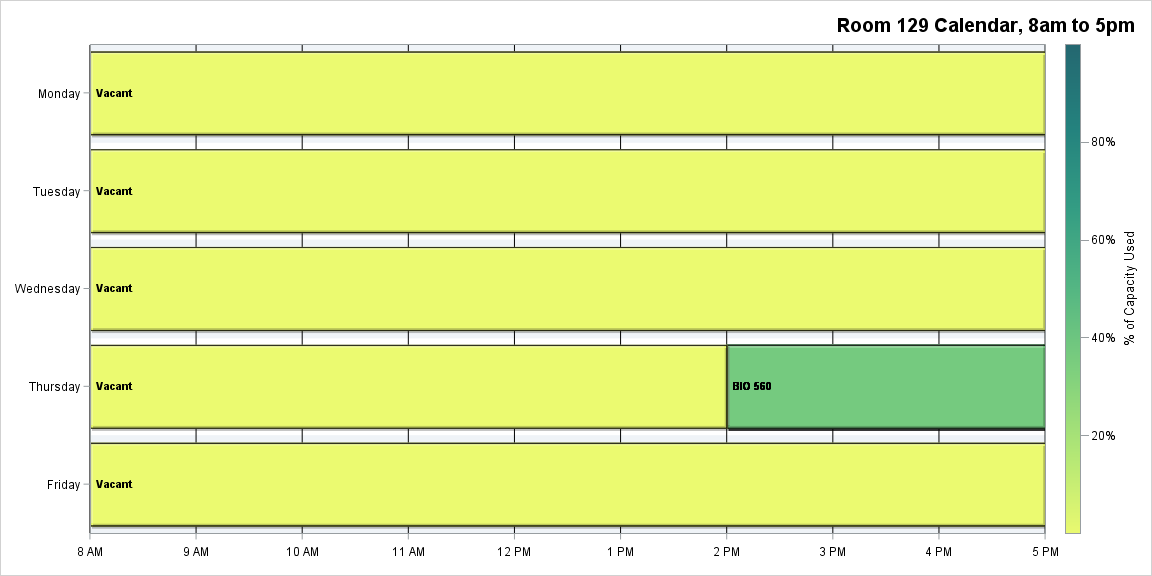 Room 129 Calendar, 8am to 5pm
Monday
Vacant
Tuesday
Vacant
Wednesday
Vacant
Thursday
Vacant
BIO 560
Friday
Vacant
8 AM
9 AM
10 AM
11 AM
12 PM
1 PM
2 PM
3 PM
4 PM
5 PM
80%
60%
40%
20%
% of Capacity Used